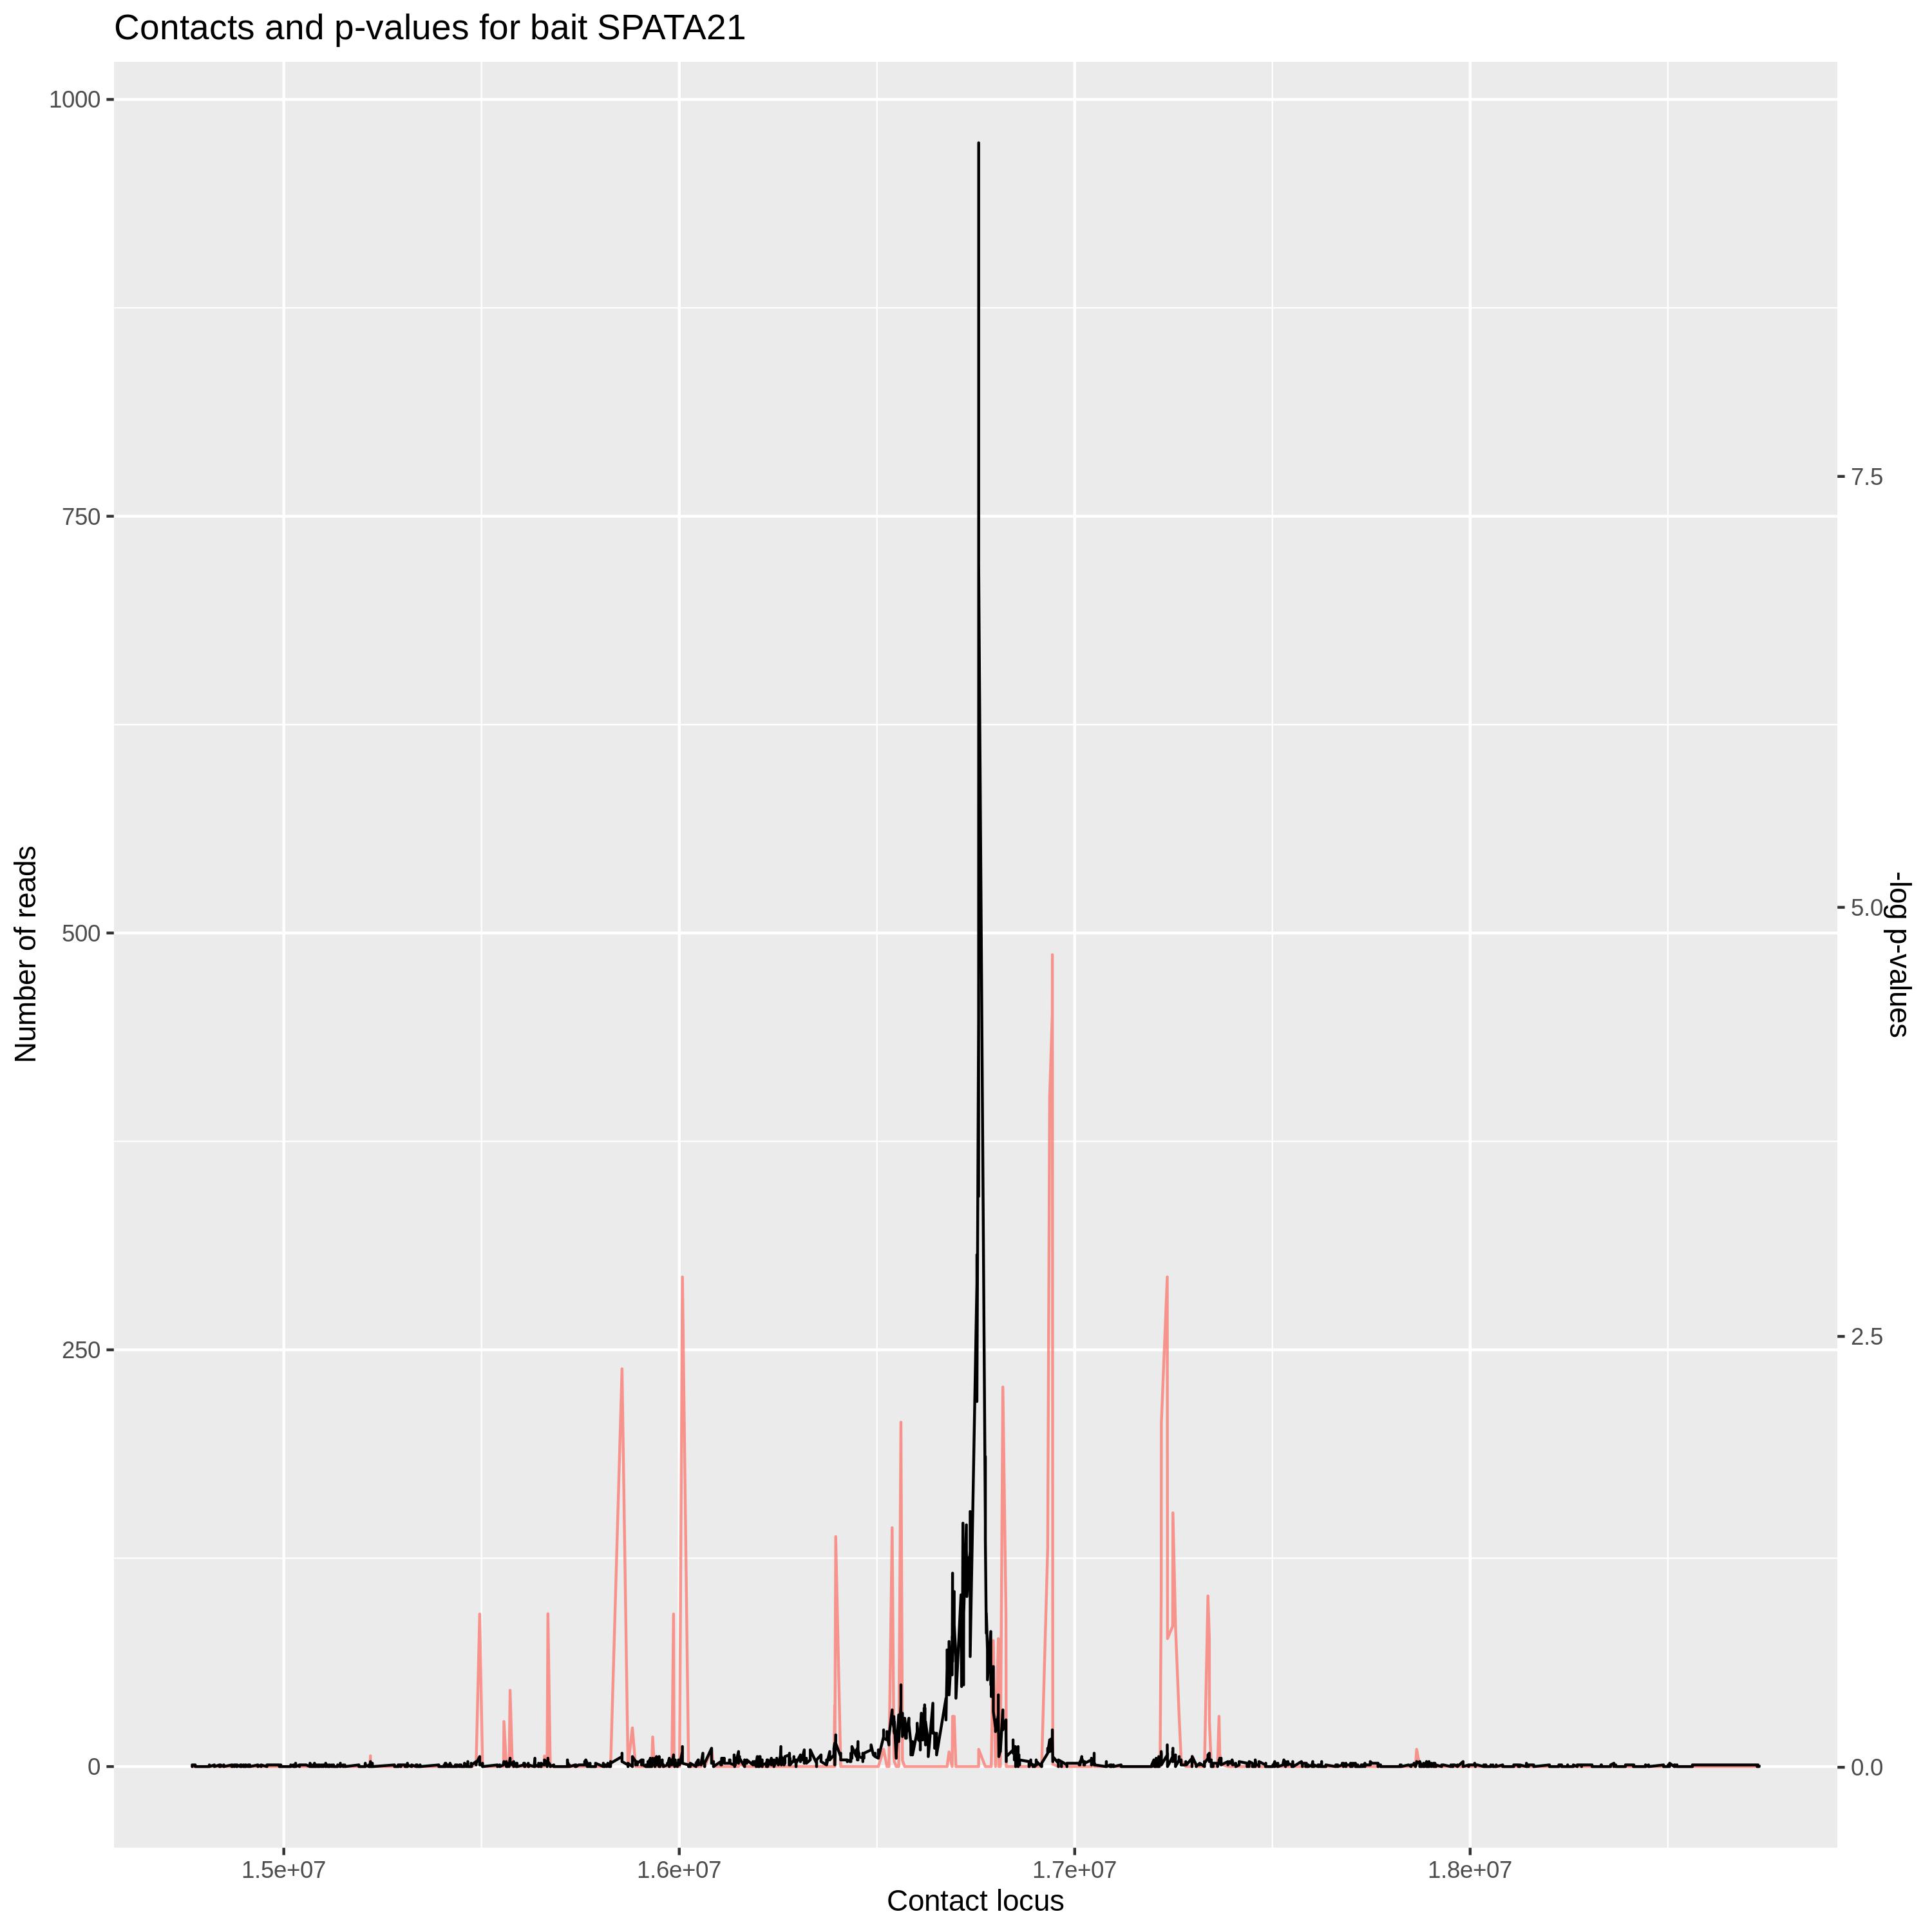 Contacts and p-values for bait SPATA21
1000
750
500
250
0
Number of reads
7.5
5.0
2.5
0.0
-log p-values
1.5e+07
1.6e+07
1.7e+07
1.8e+07
Contact locus